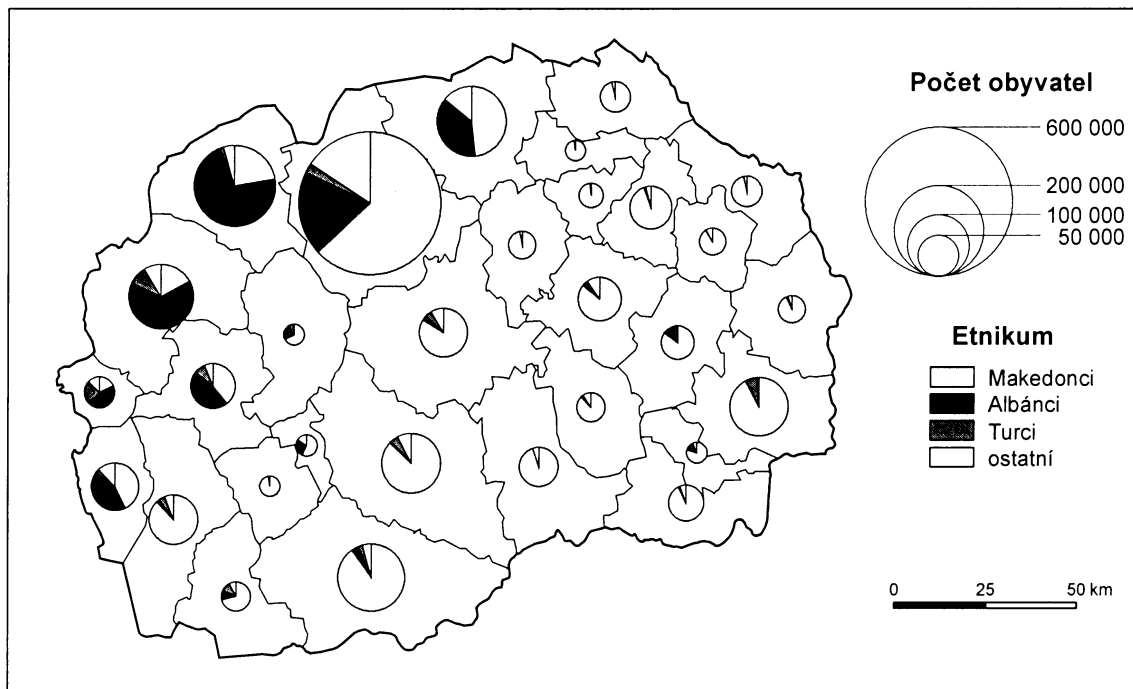 Počet obyvatel
600 000
200 000
100 000
50 000
Etnikum
Makedonci
Albánci
Turci
ostatní
0 25 50 km